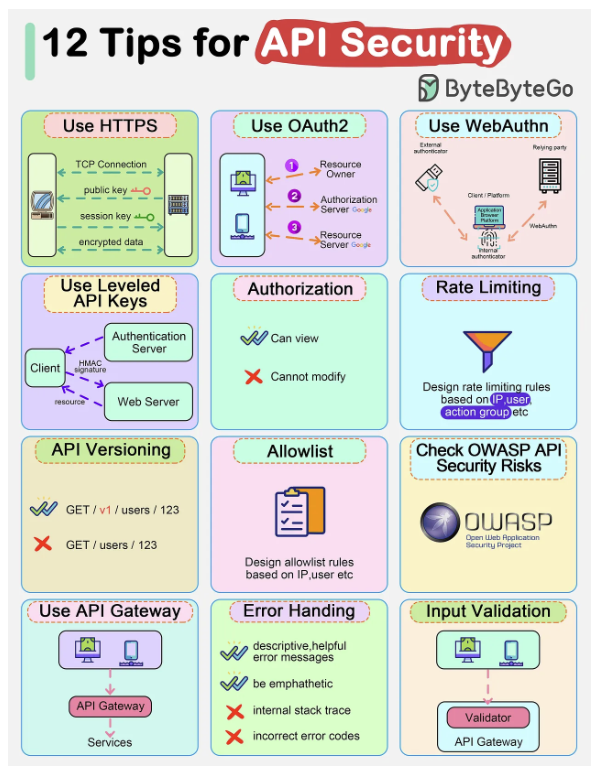 12 Tips for API Security
ByteByteGo
Use HTTPS
TCP Connection
public key
session key
encrypted data
Use OAuth2
1
Resource
Owner
2
Authorization
Server Google
3
Resource
Server Google
Use WebAuthn
External
authenticator
Relying party
Client / Platform
Application
Browser
Platform
WebAuthn
Internal
authenticator
Use Leveled
API Keys
Authentication
Server
Client
HMAC
signature
resource
Web Server
Authorization
Can view
Cannot modify
Rate Limiting
Design rate limiting rules
based on IP,user
action group etc
API Versioning
GET / v1 / users / 123
GET / users / 123
Allowlist
Design allowlist rules
based on IP,user etc
Check OWASP API
Security Risks
OWASP
Open Web Application
Security Project
Use API Gateway
API Gateway
Services
Error Handing
descriptive,helpful
error messages
be emphathetic
internal stack trace
incorrect error codes
Input Validation
Validator
API Gateway